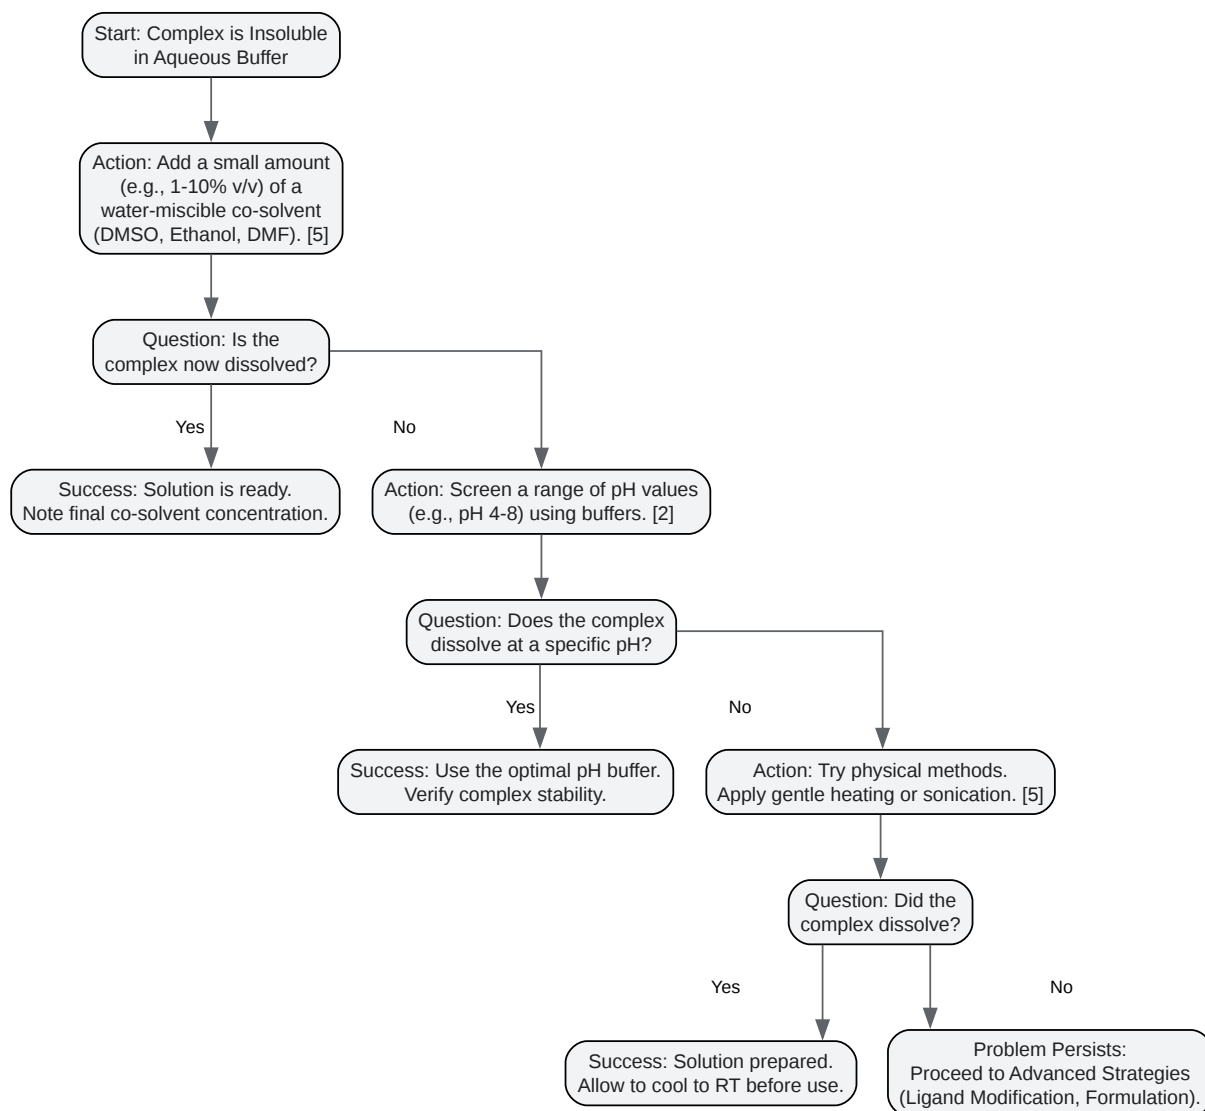 Start: Complex is Insoluble
in Aqueous Buffer
Action: Add a small amount
(e.g., 1-10% v/v) of a
water-miscible co-solvent
(DMSO, Ethanol, DMF). [5]
Question: Is the
complex now dissolved?
Yes
No
Success: Solution is ready.
Note final co-solvent concentration.
Action: Screen a range of pH values
(e.g., pH 4-8) using buffers. [2]
Question: Does the complex
dissolve at a specific pH?
Yes
No
Success: Use the optimal pH buffer.
Verify complex stability.
Action: Try physical methods.
Apply gentle heating or sonication. [5]
Question: Did the
complex dissolve?
Yes
No
Success: Solution prepared.
Allow to cool to RT before use.
Problem Persists:
Proceed to Advanced Strategies
(Ligand Modification, Formulation).